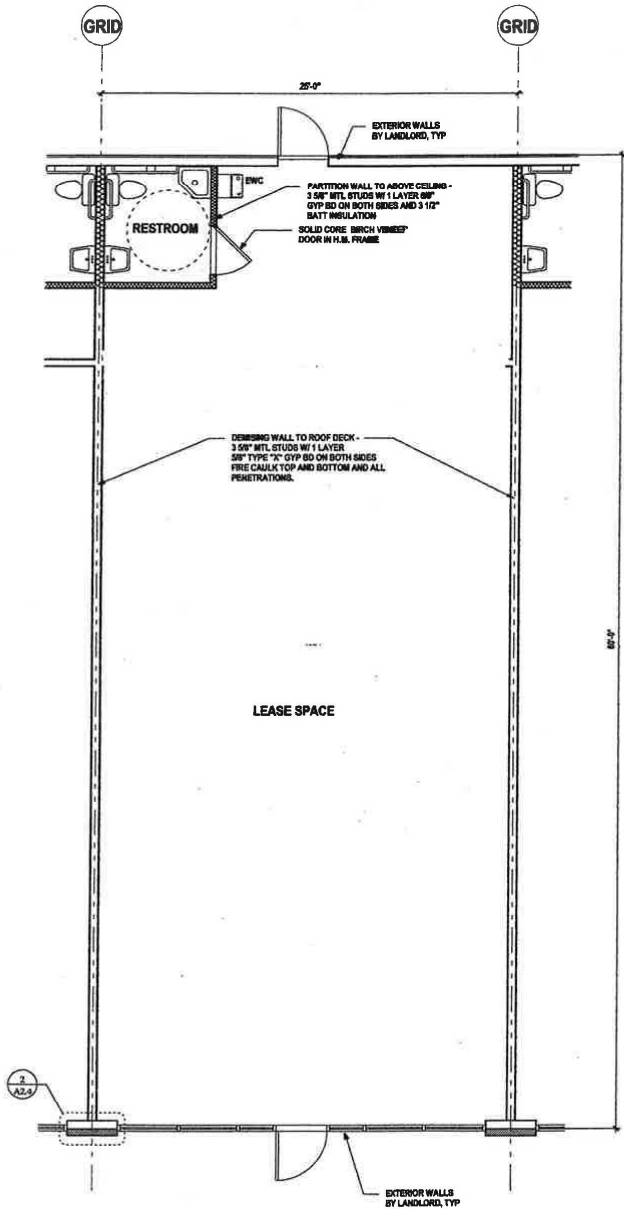 GRID
GRID
25'-0"
EXTERIOR WALLS
BY LANDLORD, TYP
EWC
PARTITION WALL TO ABOVE CEILING -
3 5/8" MTL STUDS W/ 1 LAYER 5/8"
GYP BD ON BOTH SIDES AND 3 1/2"
BATT INSULATION
RESTROOM
SOLID CORE BIRCH VENEER
DOOR IN H.M. FRAME
DEMISING WALL TO ROOF DECK -
3 5/8" MTL STUDS W/ 1 LAYER
5/8" TYPE "X" GYP BD ON BOTH SIDES
FIRE CAULK TOP AND BOTTOM AND ALL
PENETRATIONS.
60'-0"
LEASE SPACE
2
A2.4
EXTERIOR WALLS
BY LANDLORD, TYP